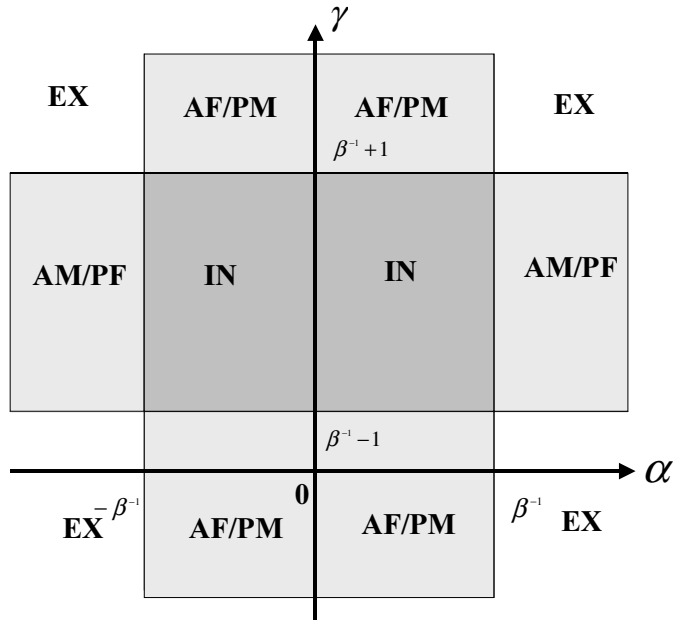 γ
EX AF/PM AF/PM EX
β⁻¹ +1
AM/PF IN IN AM/PF
β⁻¹ −1
α
0
− β⁻¹ β⁻¹
EX AF/PM AF/PM EX